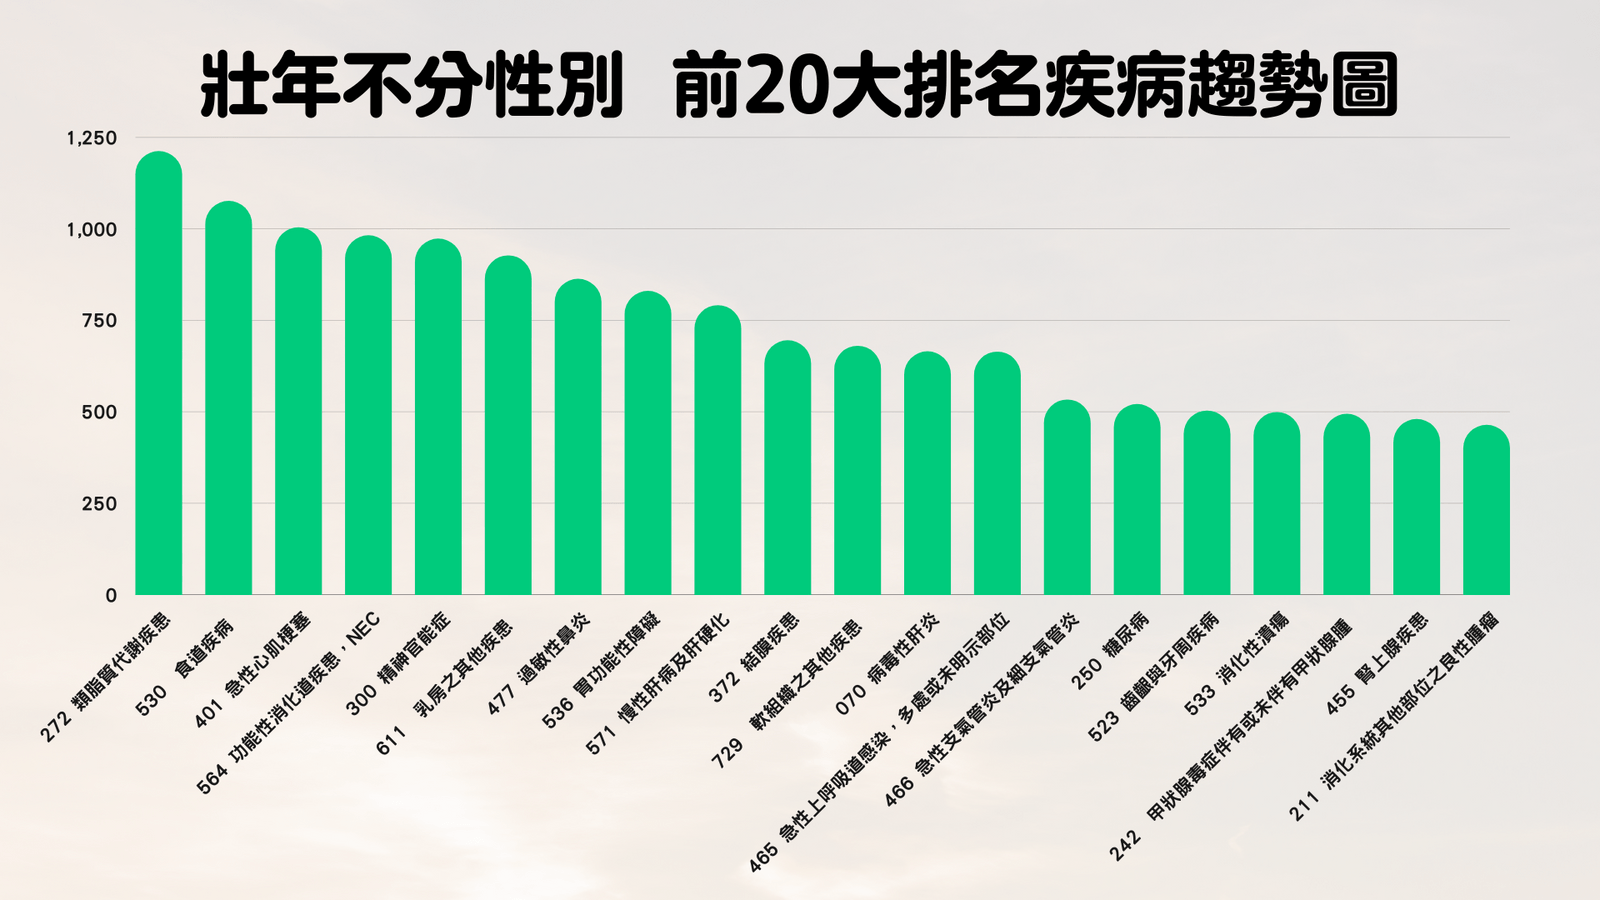 壯年不分性別 前20大排名疾病趨勢圖
1,250
1,000
750
500
250
0
272 類脂質代謝疾患
530 食道疾病
401 急性心肌梗塞
564 功能性消化道疾患，NEC
300 精神官能症
611 乳房之其他疾患
477 過敏性鼻炎
536 胃功能性障礙
571 慢性肝病及肝硬化
372 結膜疾患
729 軟組織之其他疾患
070 病毒性肝炎
465 急性上呼吸道感染，多處或未明示部位
466 急性支氣管炎及細支氣管炎
250 糖尿病
523 齒齦與牙周疾病
533 消化性潰瘍
242 甲狀腺毒症伴有或未伴有甲狀腺腫
455 腎上腺疾患
211 消化系統其他部位之良性腫瘤